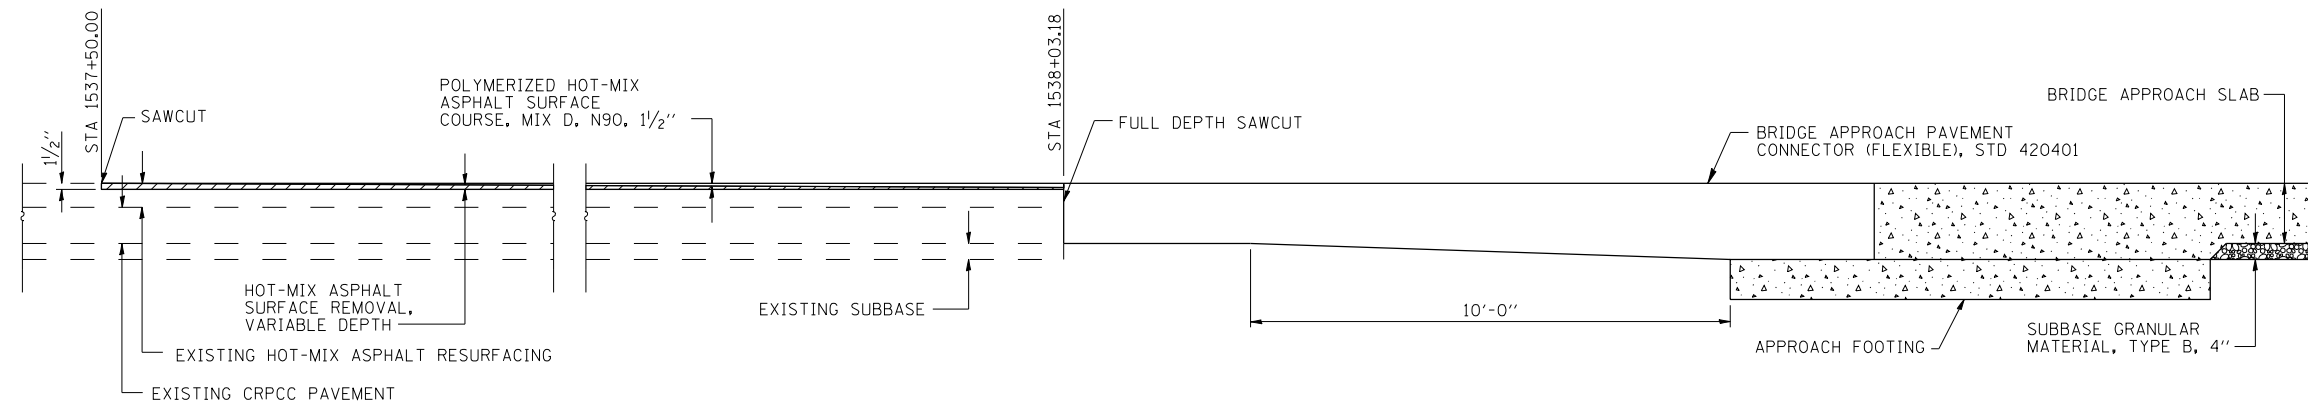 STA 1537+50.00
1½"
SAWCUT
POLYMERIZED HOT-MIX
ASPHALT SURFACE
COURSE, MIX D, N90, 1½"
STA 1538+03.18
FULL DEPTH SAWCUT
BRIDGE APPROACH PAVEMENT
CONNECTOR (FLEXIBLE), STD 420401
BRIDGE APPROACH SLAB
HOT-MIX ASPHALT
SURFACE REMOVAL,
VARIABLE DEPTH
EXISTING HOT-MIX ASPHALT RESURFACING
EXISTING CRPCC PAVEMENT
EXISTING SUBBASE
10'-0"
APPROACH FOOTING
SUBBASE GRANULAR
MATERIAL, TYPE B, 4"